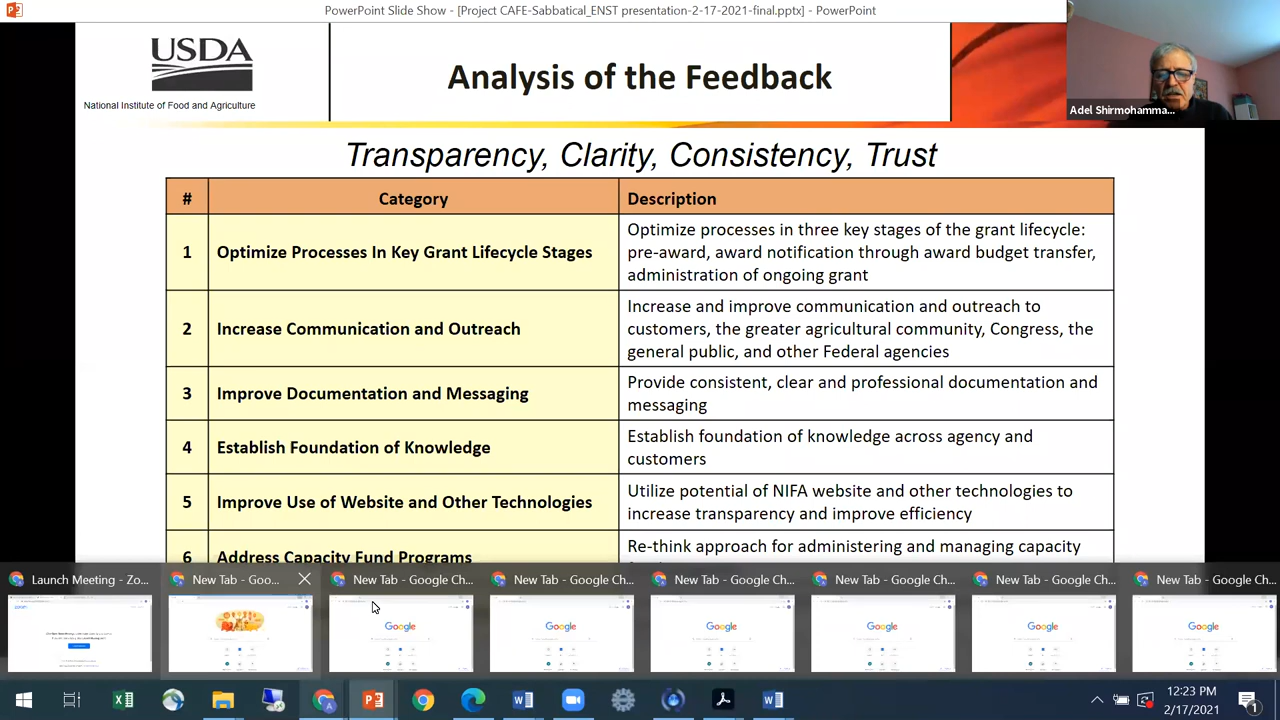 PowerPoint Slide Show - [Project CAFE-Sabbatical_ENST presentation-2-17-2021-final.pptx] - PowerPoint
USDA
National Institute of Food and Agriculture
Analysis of the Feedback
Adel Shirmohamma...
Transparency, Clarity, Consistency, Trust
# Category Description
1 Optimize Processes In Key Grant Lifecycle Stages
Optimize processes in three key stages of the grant lifecycle:
pre-award, award notification through award budget transfer,
administration of ongoing grant
2 Increase Communication and Outreach
Increase and improve communication and outreach to
customers, the greater agricultural community, Congress, the
general public, and other Federal agencies
3 Improve Documentation and Messaging
Provide consistent, clear and professional documentation and
messaging
4 Establish Foundation of Knowledge
Establish foundation of knowledge across agency and
customers
5 Improve Use of Website and Other Technologies
Utilize potential of NIFA website and other technologies to
increase transparency and improve efficiency
6 Address Capacity Fund Programs
Re-think approach for administering and managing capacity
Launch Meeting - Zo...
New Tab - Goo...
New Tab - Google Ch...
New Tab - Google Ch...
New Tab - Google Ch...
New Tab - Google Ch...
New Tab - Google Ch...
New Tab - Google Ch...
zoom
Google
Google
Google
Google
Google
Google
12:23 PM
2/17/2021
1